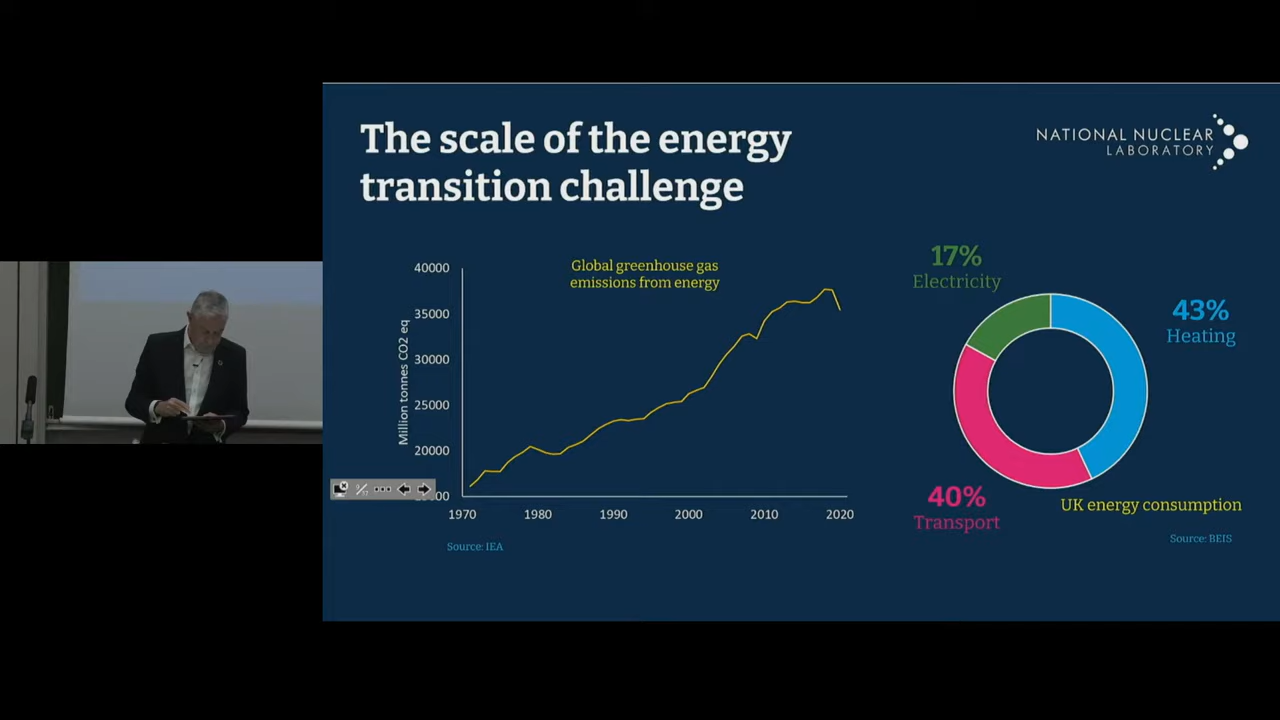 The scale of the energy
transition challenge
NATIONAL NUCLEAR
LABORATORY
Global greenhouse gas
emissions from energy
Million tonnes CO2 eq
40000
35000
30000
25000
20000
1970 1980 1990 2000 2010 2020
Source: IEA
17%
Electricity
43%
Heating
40%
Transport
UK energy consumption
Source: BEIS